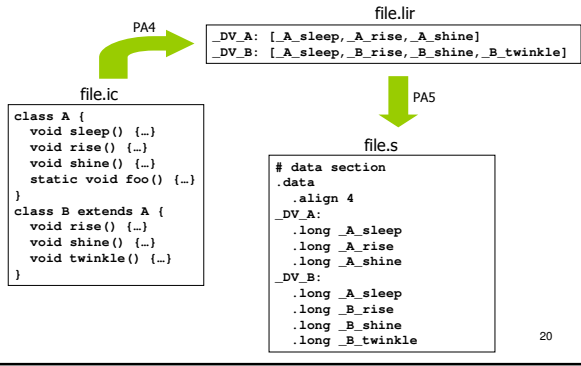 file.lir
PA4
_DV_A: [_A_sleep,_A_rise,_A_shine]
_DV_B: [_A_sleep,_B_rise,_B_shine,_B_twinkle]
file.ic
class A {
void sleep() {…}
void rise() {…}
void shine() {…}
static void foo() {…}
}
class B extends A {
void rise() {…}
void shine() {…}
void twinkle() {…}
}
PA5
file.s
# data section
.data
.align 4
_DV_A:
.long _A_sleep
.long _A_rise
.long _A_shine
_DV_B:
.long _A_sleep
.long _B_rise
.long _B_shine
.long _B_twinkle
20